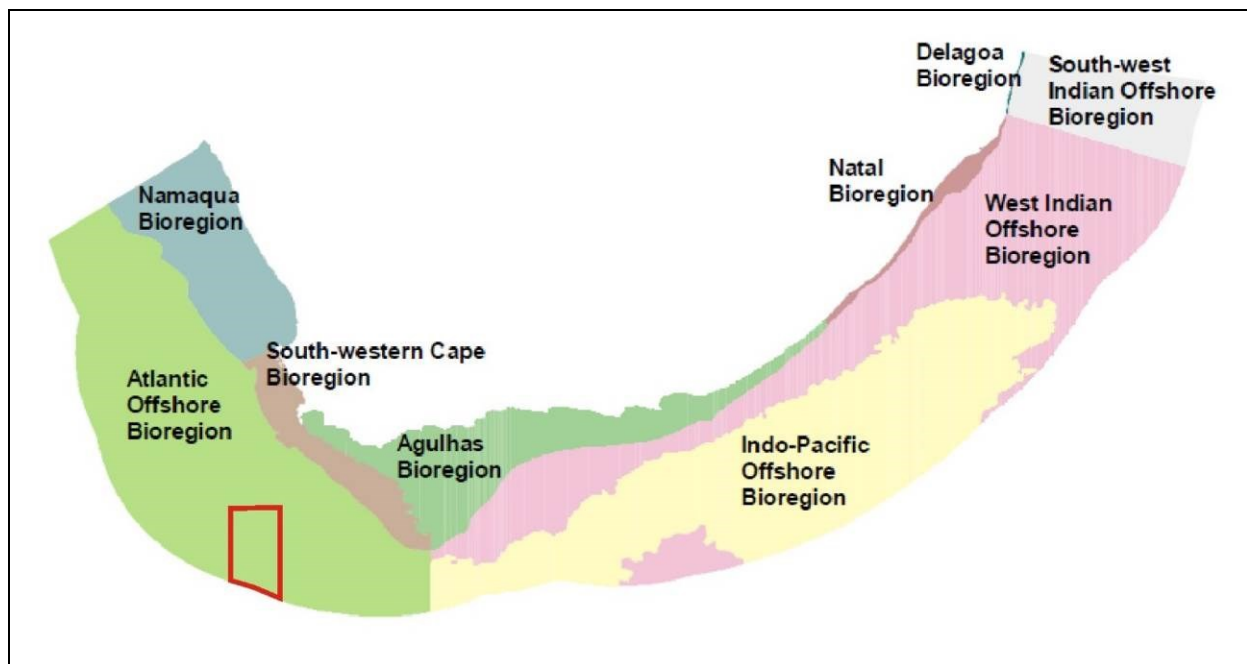 Delagoa
Bioregion
South-west
Indian Offshore
Bioregion
Natal
Bioregion
Namaqua
Bioregion
West Indian
Offshore
Bioregion
South-western Cape
Bioregion
Atlantic
Offshore
Bioregion
Agulhas
Bioregion
Indo-Pacific
Offshore
Bioregion